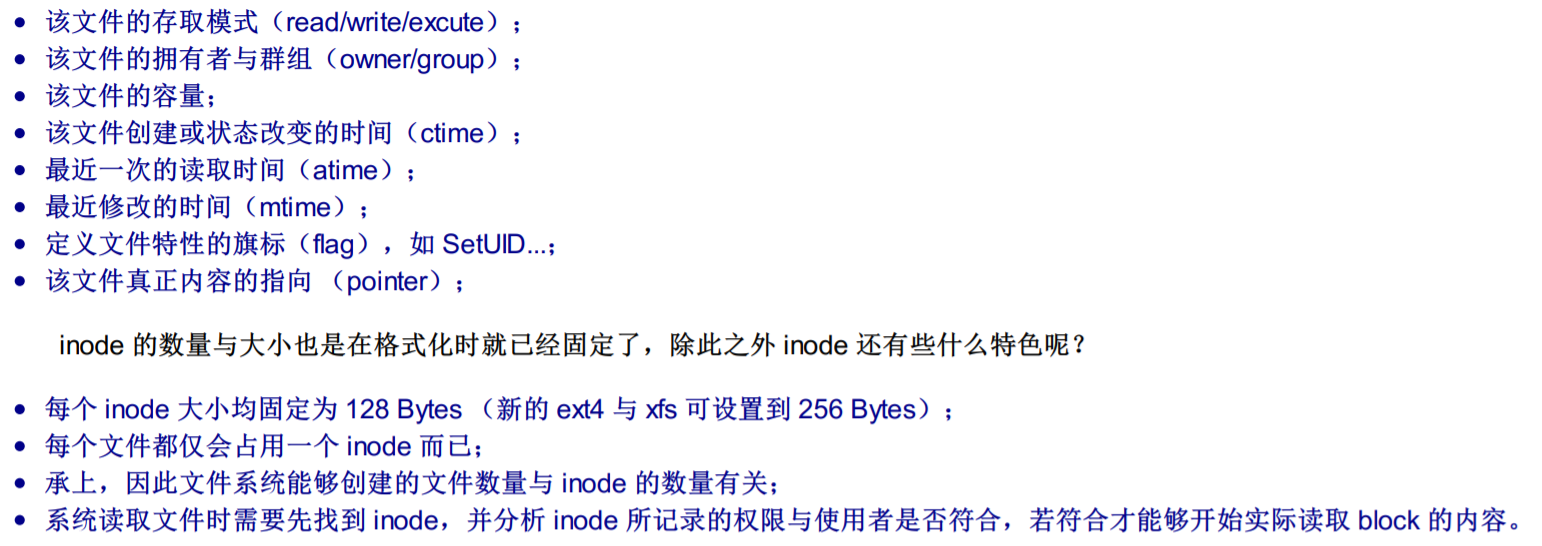 • 该文件的存取模式（read/write/excute）；
• 该文件的拥有者与群组（owner/group）；
• 该文件的容量；
• 该文件创建或状态改变的时间（ctime）；
• 最近一次的读取时间（atime）；
• 最近修改的时间（mtime）；
• 定义文件特性的旗标（flag），如 SetUID...；
• 该文件真正内容的指向 （pointer）；
inode 的数量与大小也是在格式化时就已经固定了，除此之外 inode 还有些什么特色呢？
• 每个 inode 大小均固定为 128 Bytes （新的 ext4 与 xfs 可设置到 256 Bytes）；
• 每个文件都仅会占用一个 inode 而已；
• 承上，因此文件系统能够创建的文件数量与 inode 的数量有关；
• 系统读取文件时需要先找到 inode，并分析 inode 所记录的权限与使用者是否符合，若符合才能够开始实际读取 block 的内容。